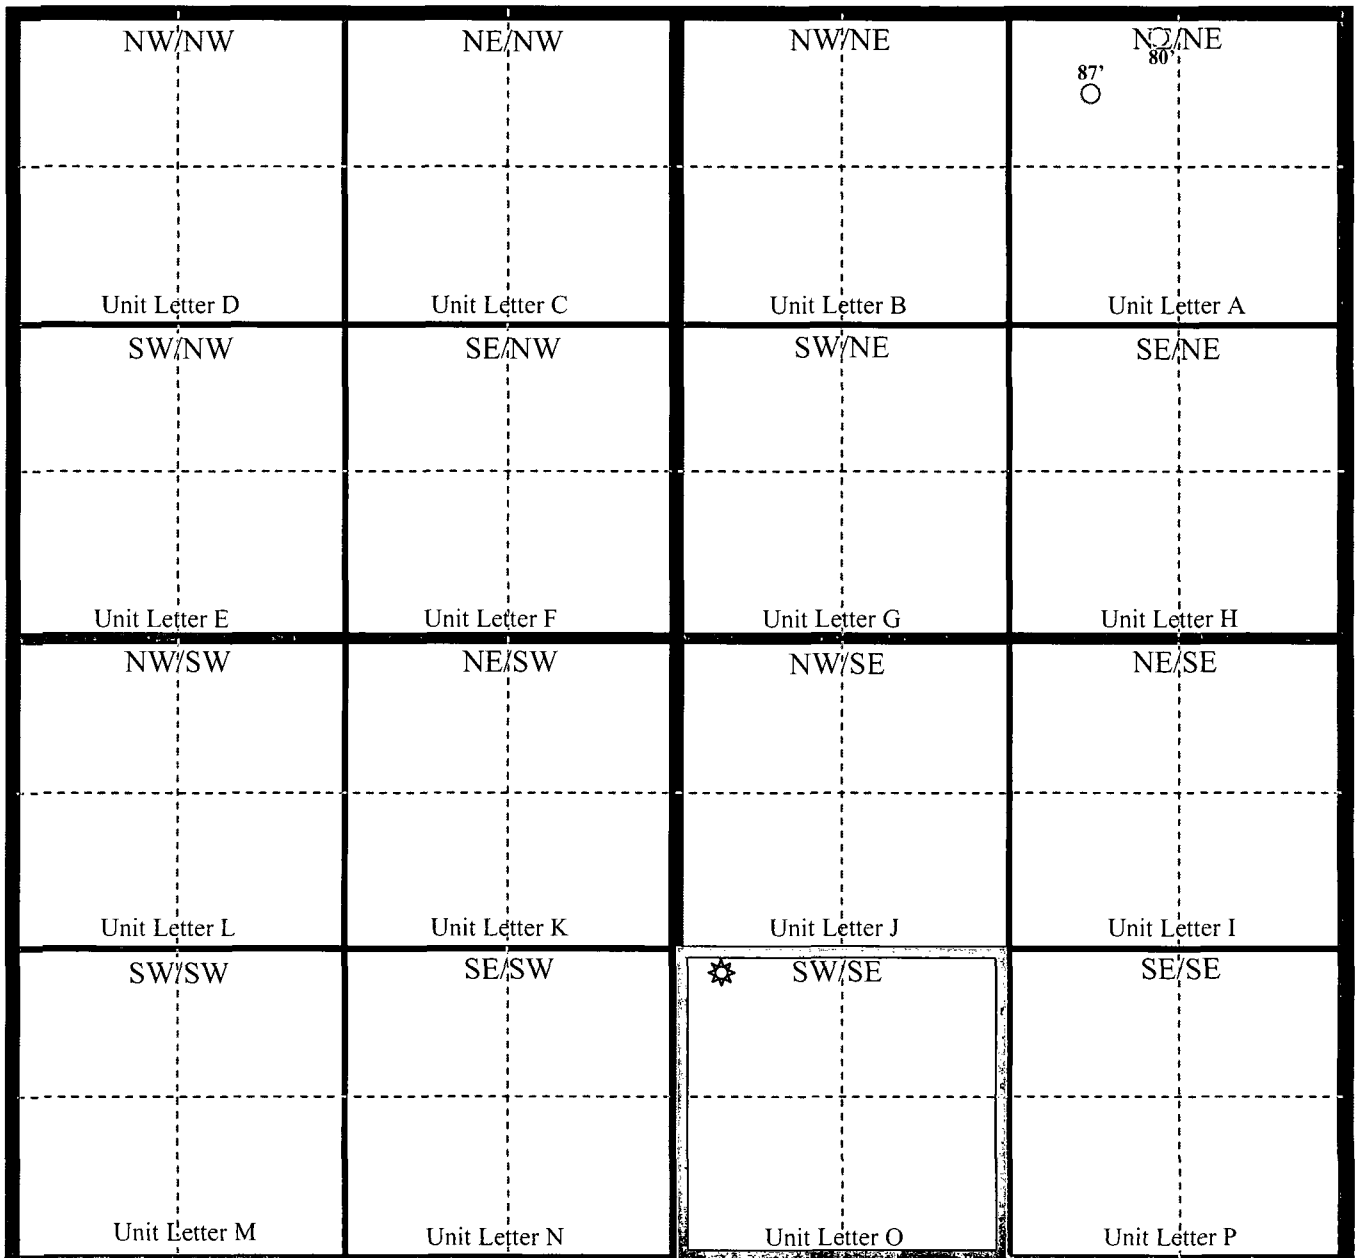 NW/NW NE/NW NW/NE NE/NE
80'
87'
Unit Letter D Unit Letter C Unit Letter B Unit Letter A
SW/NW SE/NW SW/NE SE/NE
Unit Letter E Unit Letter F Unit Letter G Unit Letter H
NW/SW NE/SW NW/SE NE/SE
Unit Letter L Unit Letter K Unit Letter J Unit Letter I
SW/SW SE/SW SW/SE SE/SE
Unit Letter M Unit Letter N Unit Letter O Unit Letter P